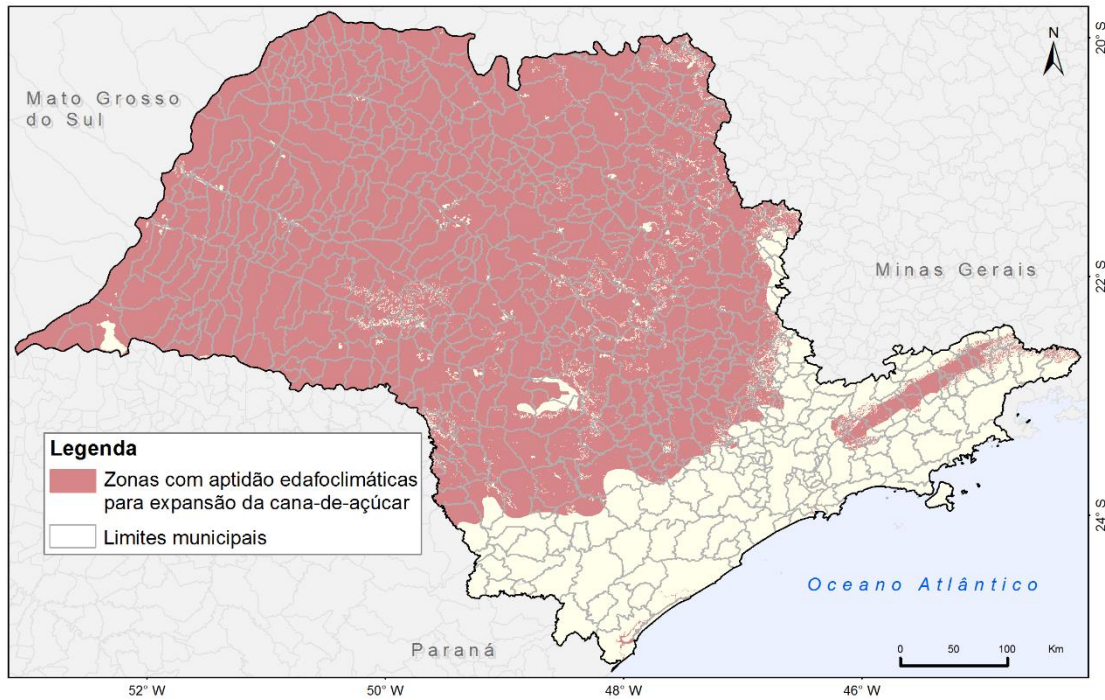 N
20° S
Mato Grosso
do Sul
Minas Gerais
22° S
Legenda
Zonas com aptidão edafoclimáticas
para expansão da cana-de-açúcar
Limites municipais
24° S
Oceano Atlântico
Paraná
0 50 100 Km
52° W 50° W 48° W 46° W